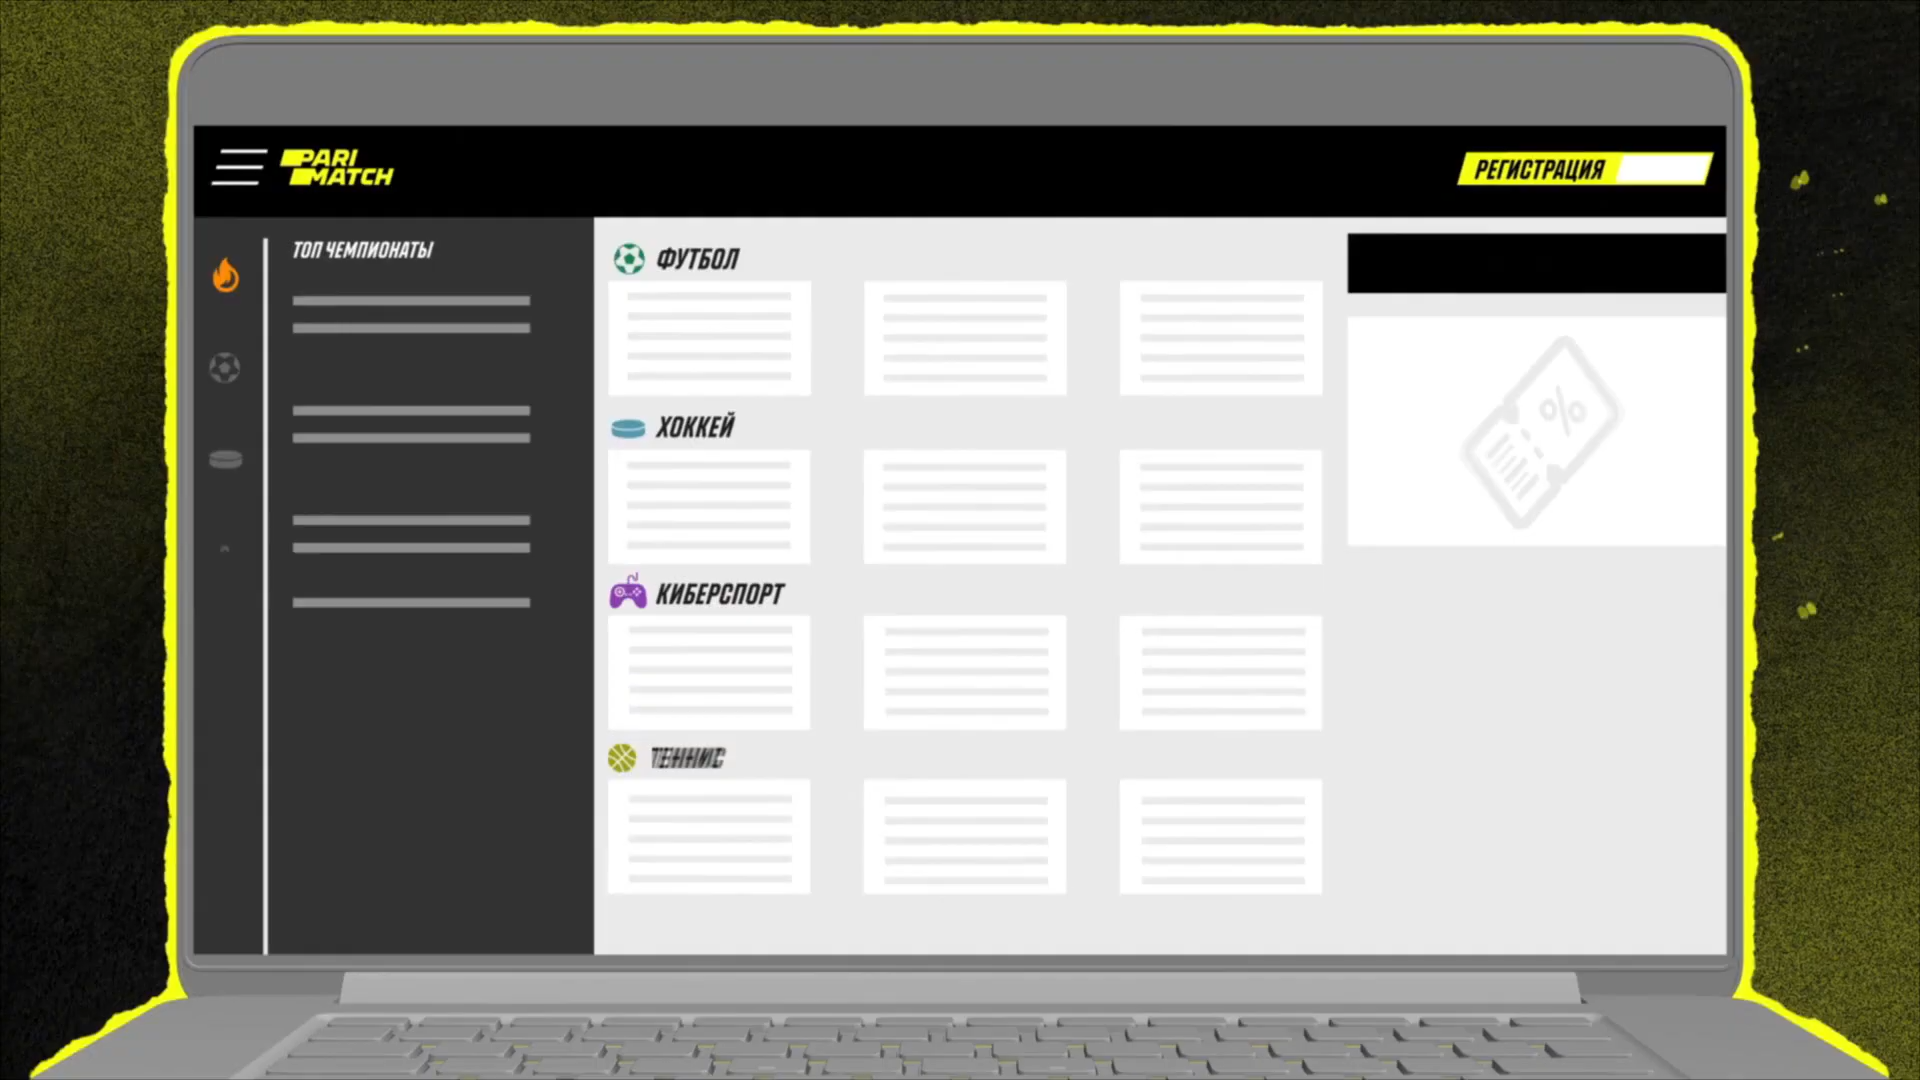 PARI
MATCH
РЕГИСТРАЦИЯ
ТОП ЧЕМПИОНАТЫ
ФУТБОЛ
ХОККЕЙ
КИБЕРСПОРТ
ТЕННИС